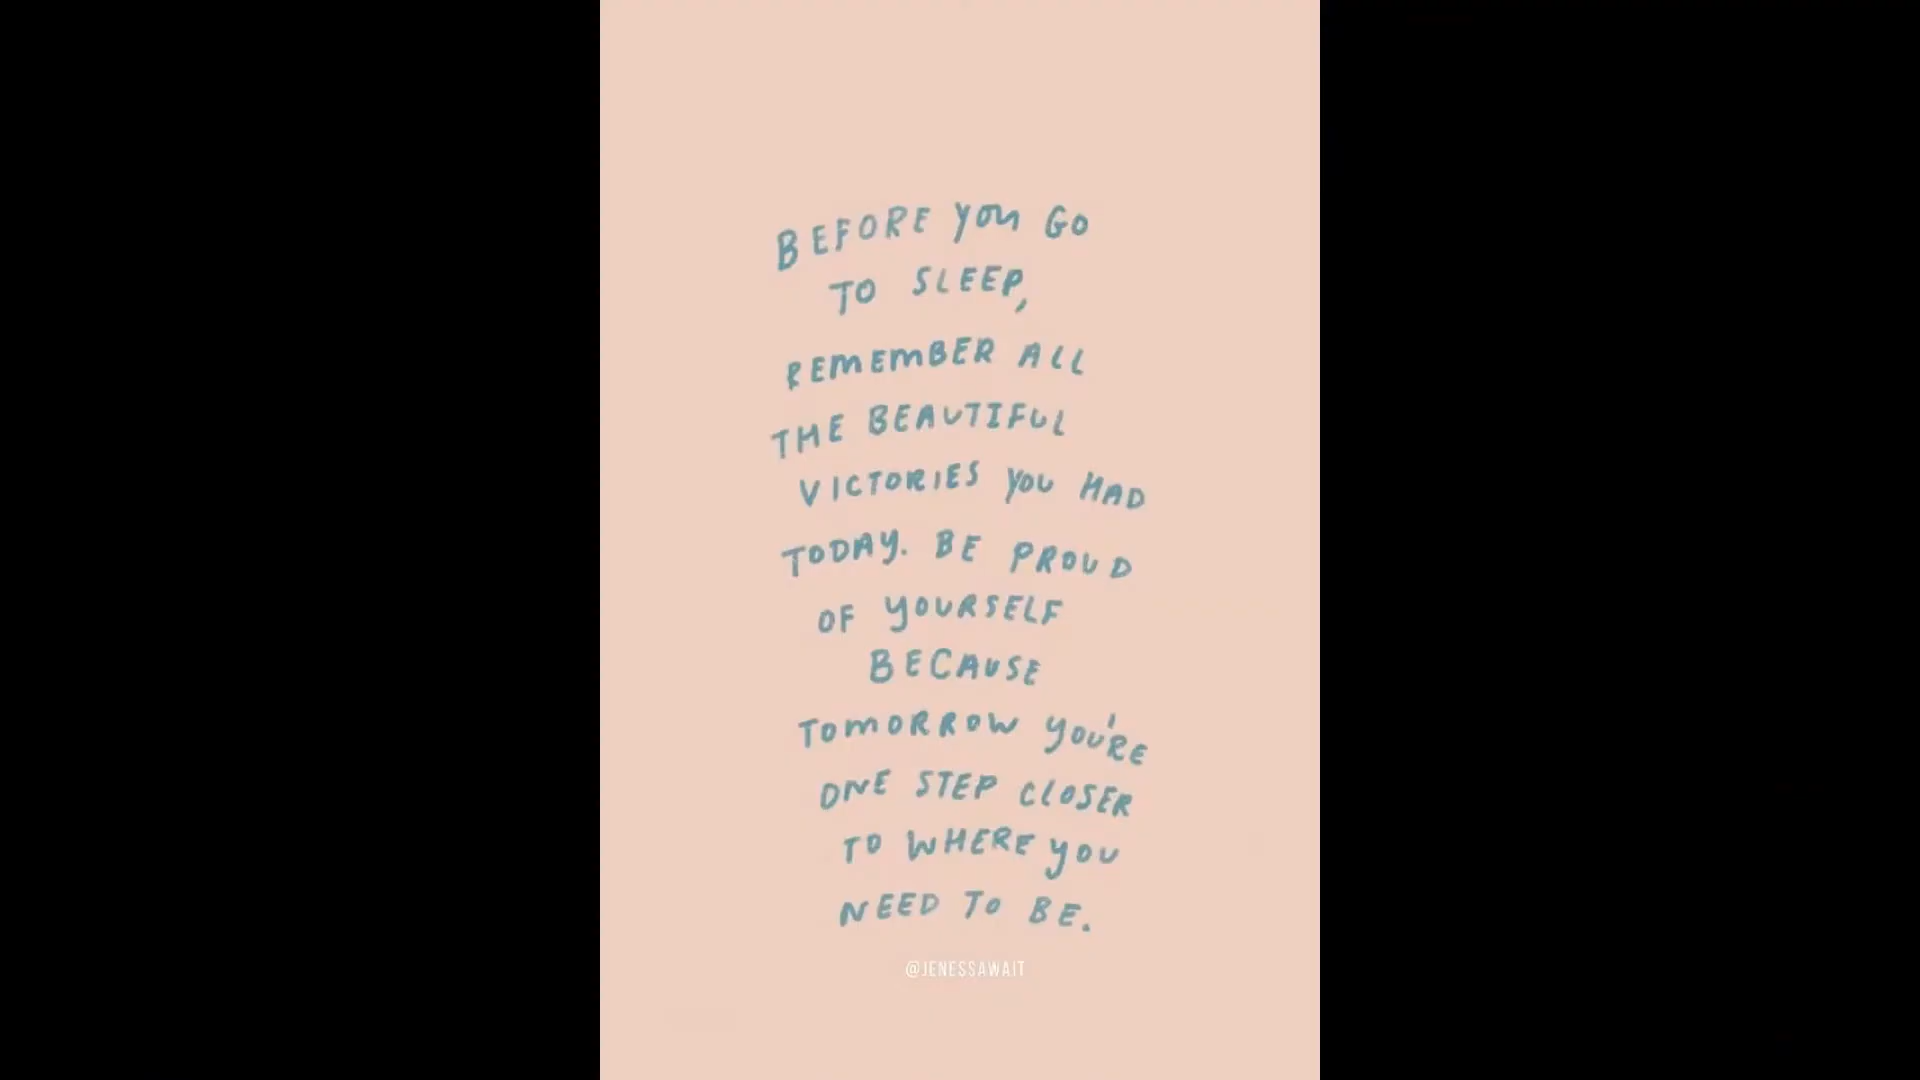 BEFORE YOU GO
TO SLEEP,
REMEMBER ALL
THE BEAUTIFUL
VICTORIES YOU HAD
TODAY. BE PROUD
OF YOURSELF
BECAUSE
TOMORROW YOU'RE
ONE STEP CLOSER
TO WHERE YOU
NEED TO BE.
@JENESSAWAIT